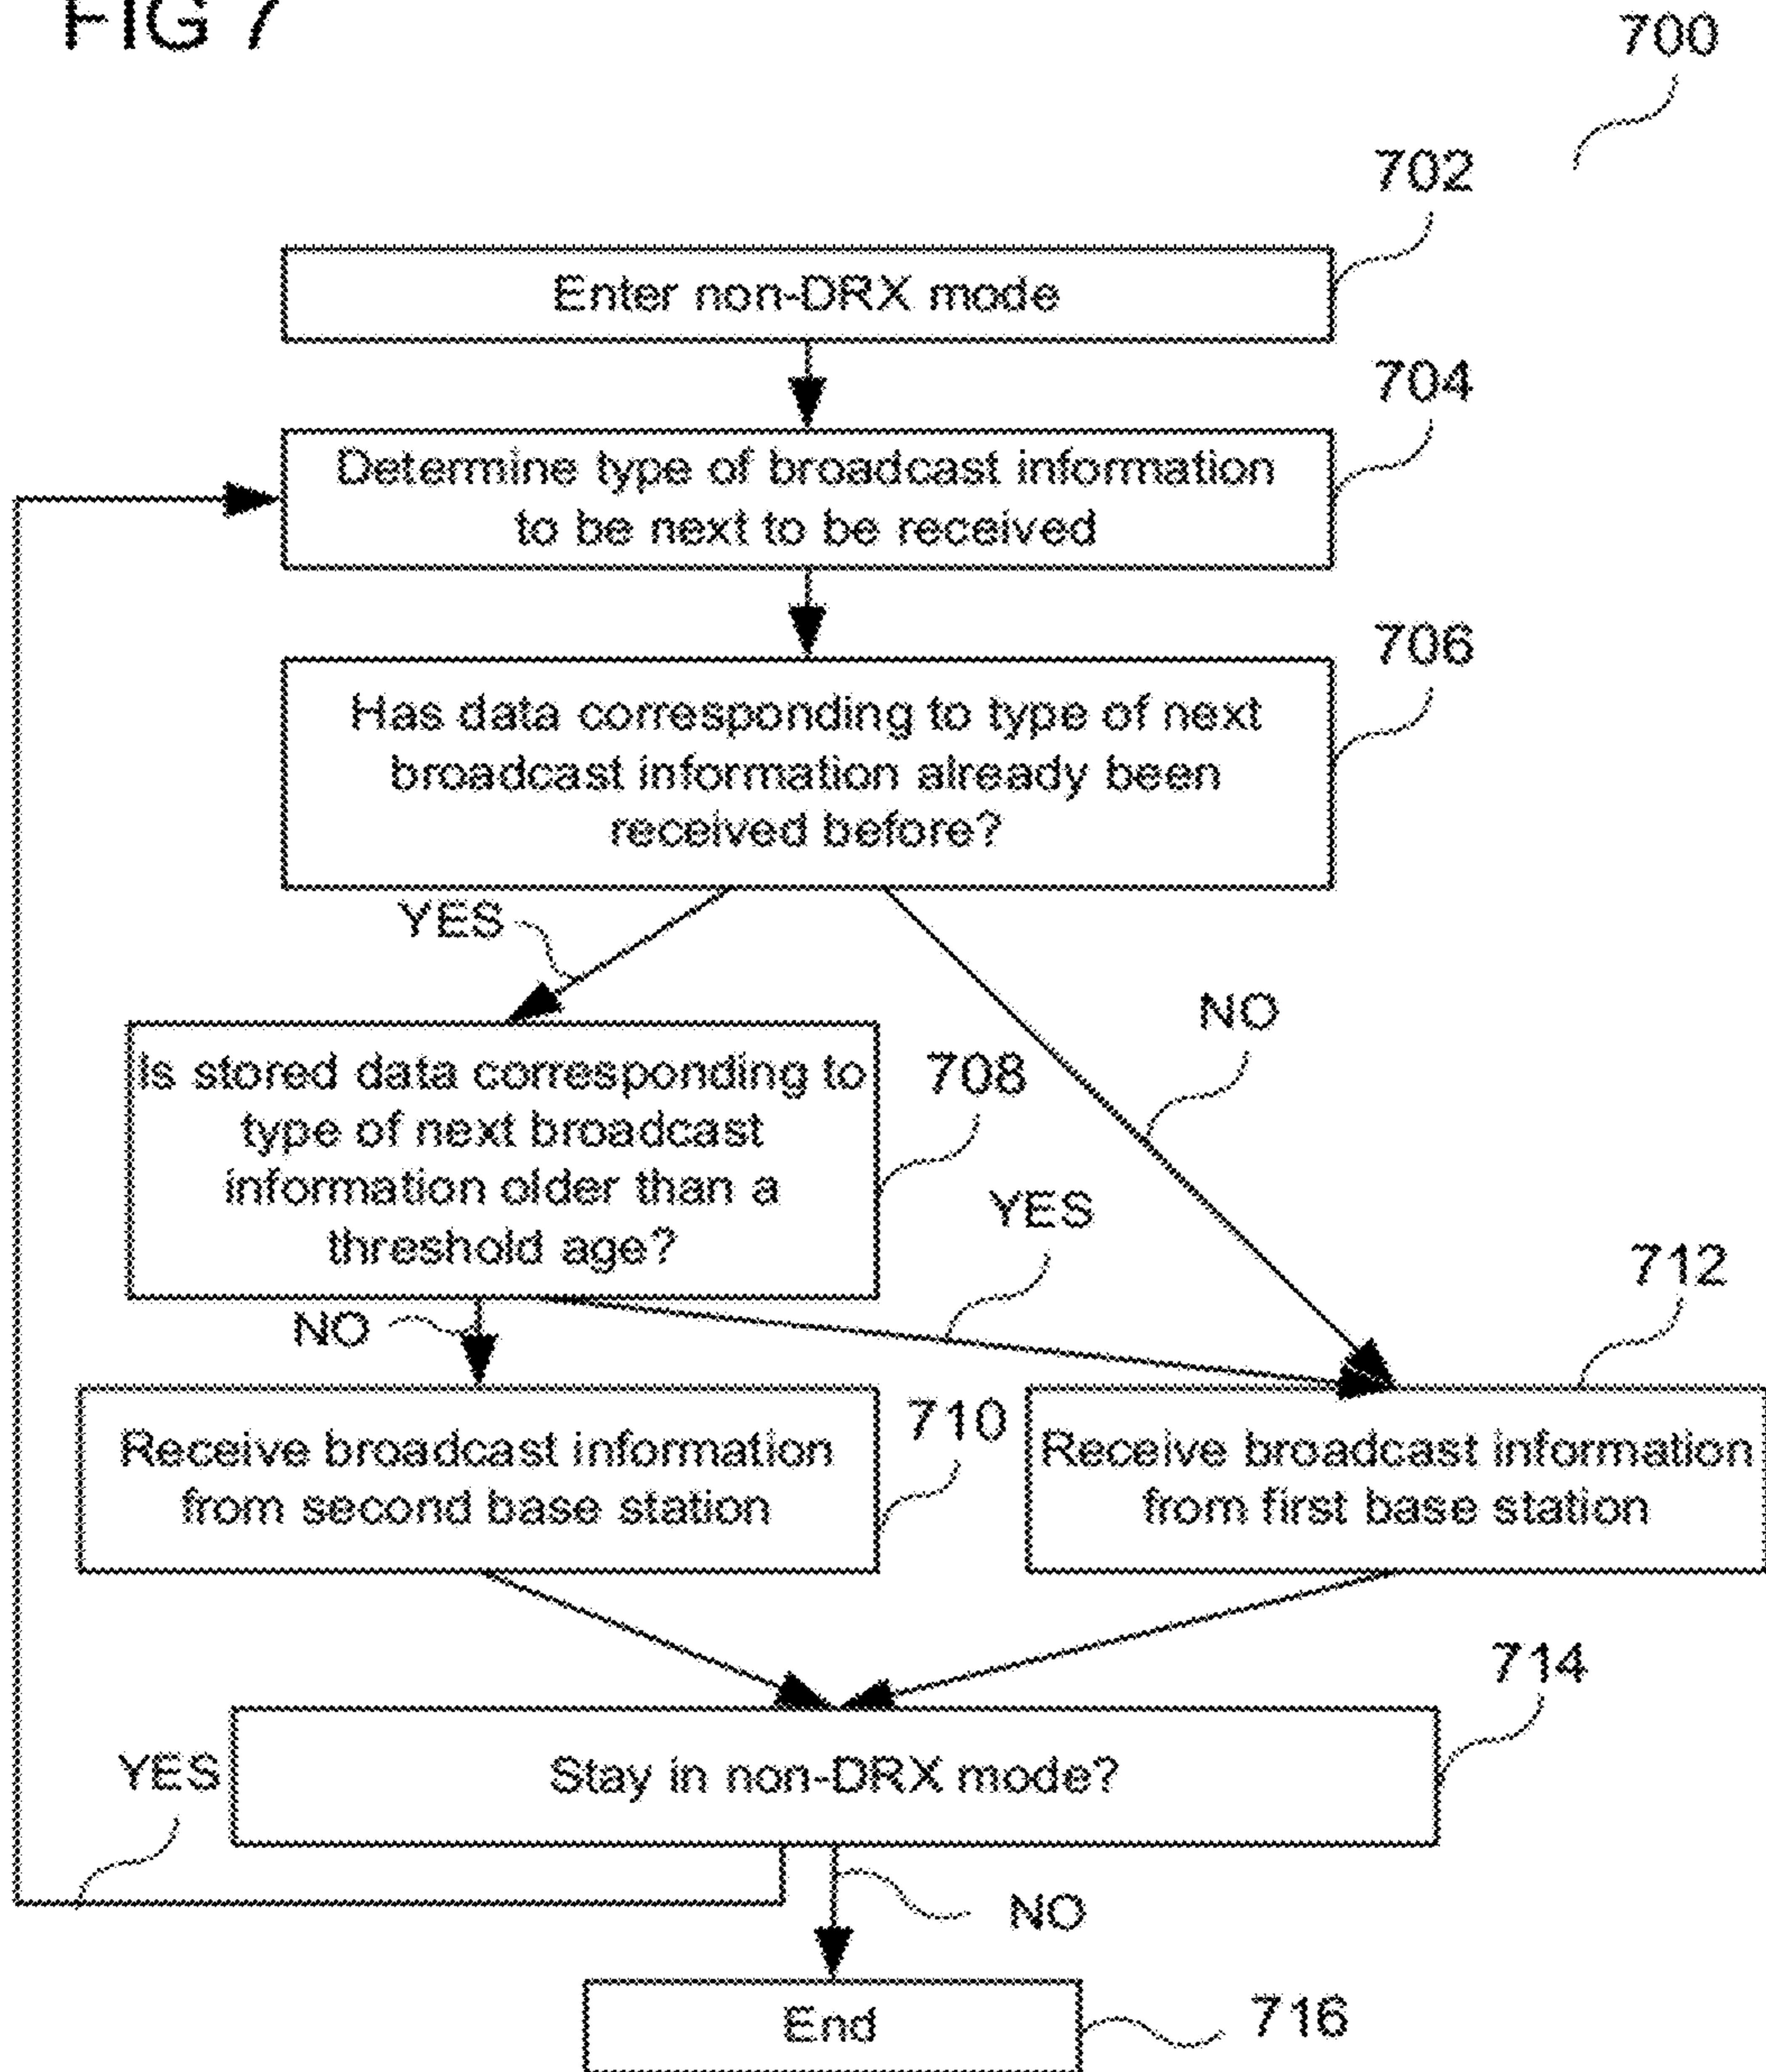 FIG 7
700
702
Enter non-DRX mode
704
Determine type of broadcast information
to be next to be received
706
Has data corresponding to type of next
broadcast information already been
received before?
YES
NO
Is stored data corresponding to
type of next broadcast
information older than a
threshold age?
708
YES
712
NO
Receive broadcast information
from second base station
710
Receive broadcast information
from first base station
714
YES
Stay in non-DRX mode?
NO
End
716